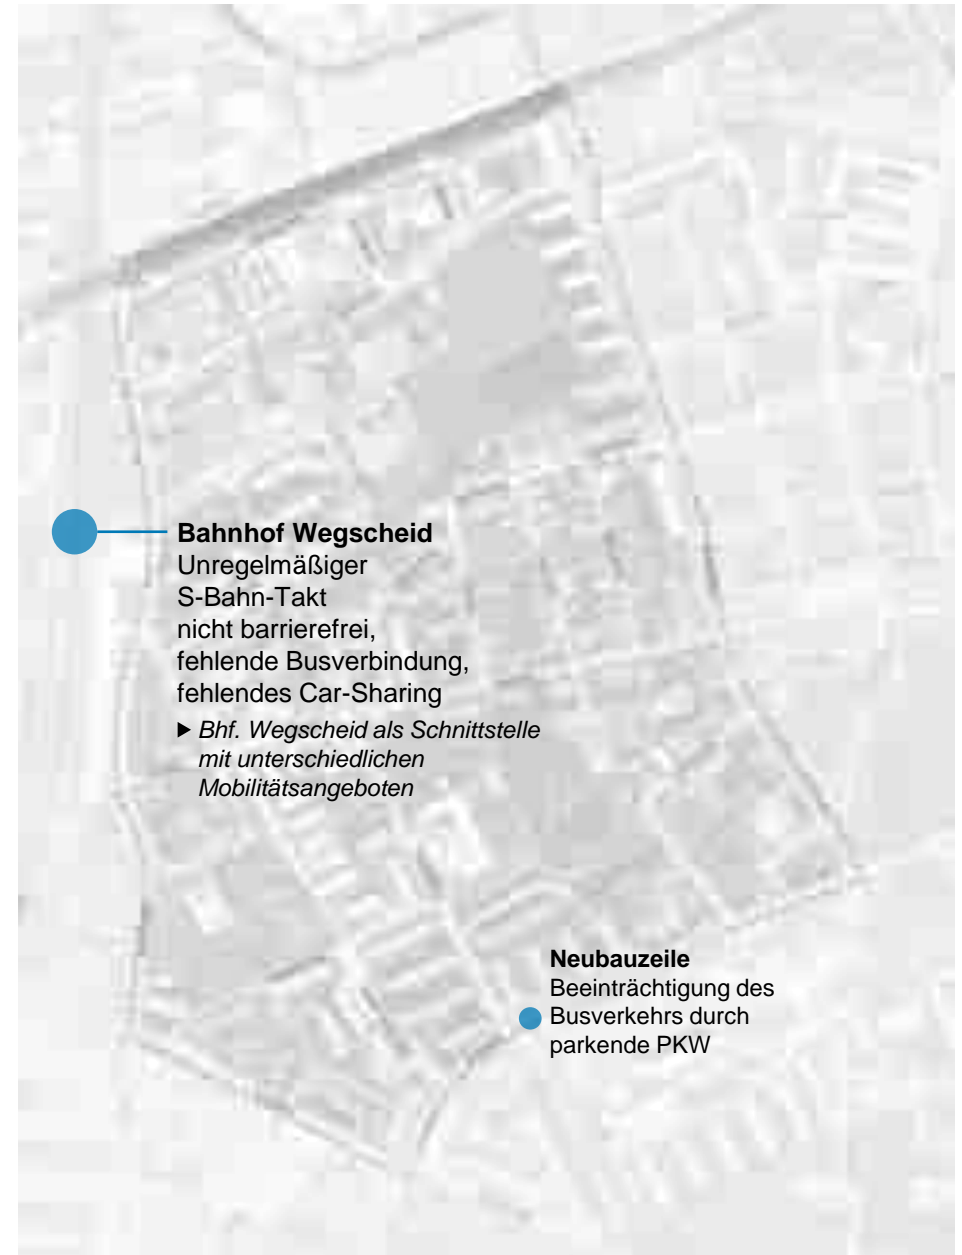 Bahnhof Wegscheid
Unregelmäßiger
S-Bahn-Takt
nicht barrierefrei,
fehlende Busverbindung,
fehlendes Car-Sharing
▶ Bhf. Wegscheid als Schnittstelle
mit unterschiedlichen
Mobilitätsangeboten
Neubauzeile
Beeinträchtigung des
Busverkehrs durch
parkende PKW